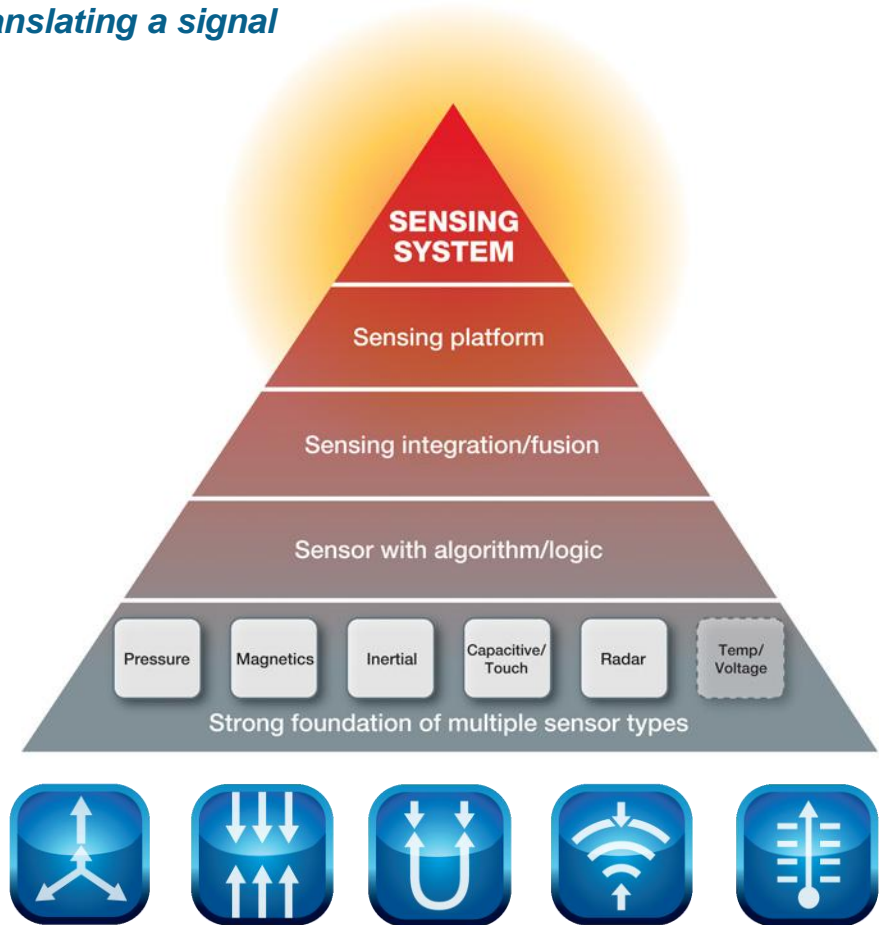 anslating a signal
SENSING
SYSTEM
Sensing platform
Sensing integration/fusion
Sensor with algorithm/logic
Pressure
Magnetics
Inertial
Capacitive/
Touch
Radar
Temp/
Voltage
Strong foundation of multiple sensor types